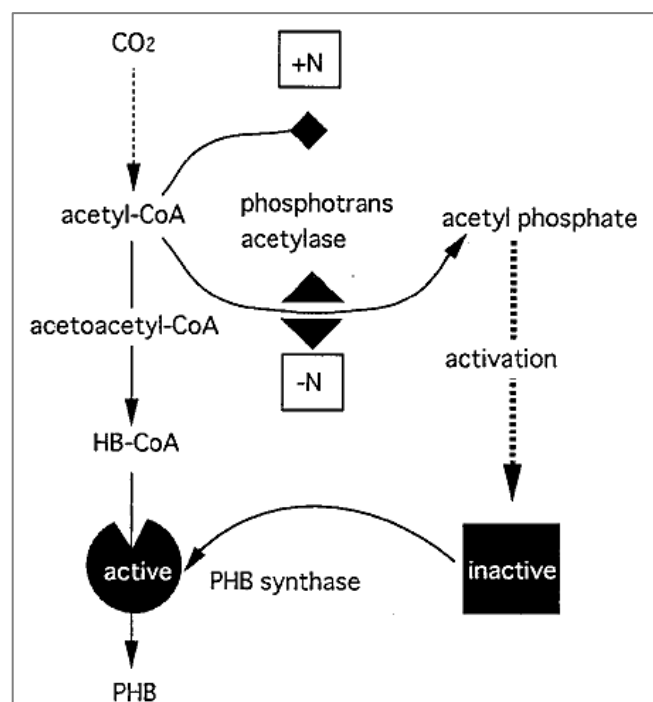 CO2
+N
acetyl-CoA
phosphotrans
acetylase
acetyl phosphate
acetoacetyl-CoA
activation
-N
HB-CoA
active
PHB synthase
inactive
PHB